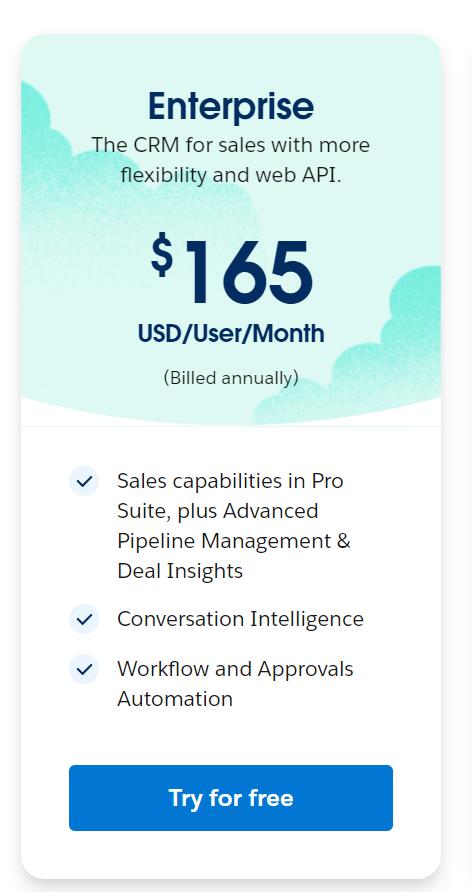 Enterprise
The CRM for sales with more
flexibility and web API.
$165
USD/User/Month
(Billed annually)
Sales capabilities in Pro
Suite, plus Advanced
Pipeline Management &
Deal Insights
Conversation Intelligence
Workflow and Approvals
Automation
Try for free